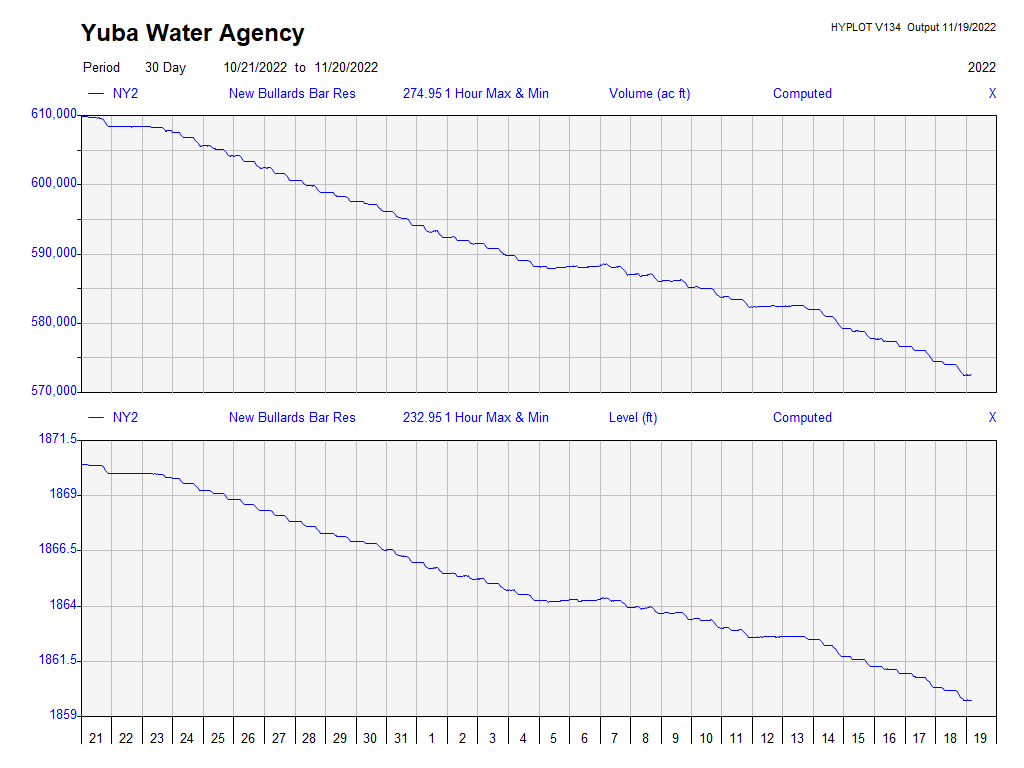 Yuba Water Agency
HYPLOT V134 Output 11/19/2022
Period 30 Day 10/21/2022 to 11/20/2022 2022
NY2 New Bullards Bar Res 274.95 1 Hour Max & Min Volume (ac ft) Computed X
610,000
600,000
590,000
580,000
570,000
NY2 New Bullards Bar Res 232.95 1 Hour Max & Min Level (ft) Computed X
1871.5
1869
1866.5
1864
1861.5
1859
21 22 23 24 25 26 27 28 29 30 31 1 2 3 4 5 6 7 8 9 10 11 12 13 14 15 16 17 18 19